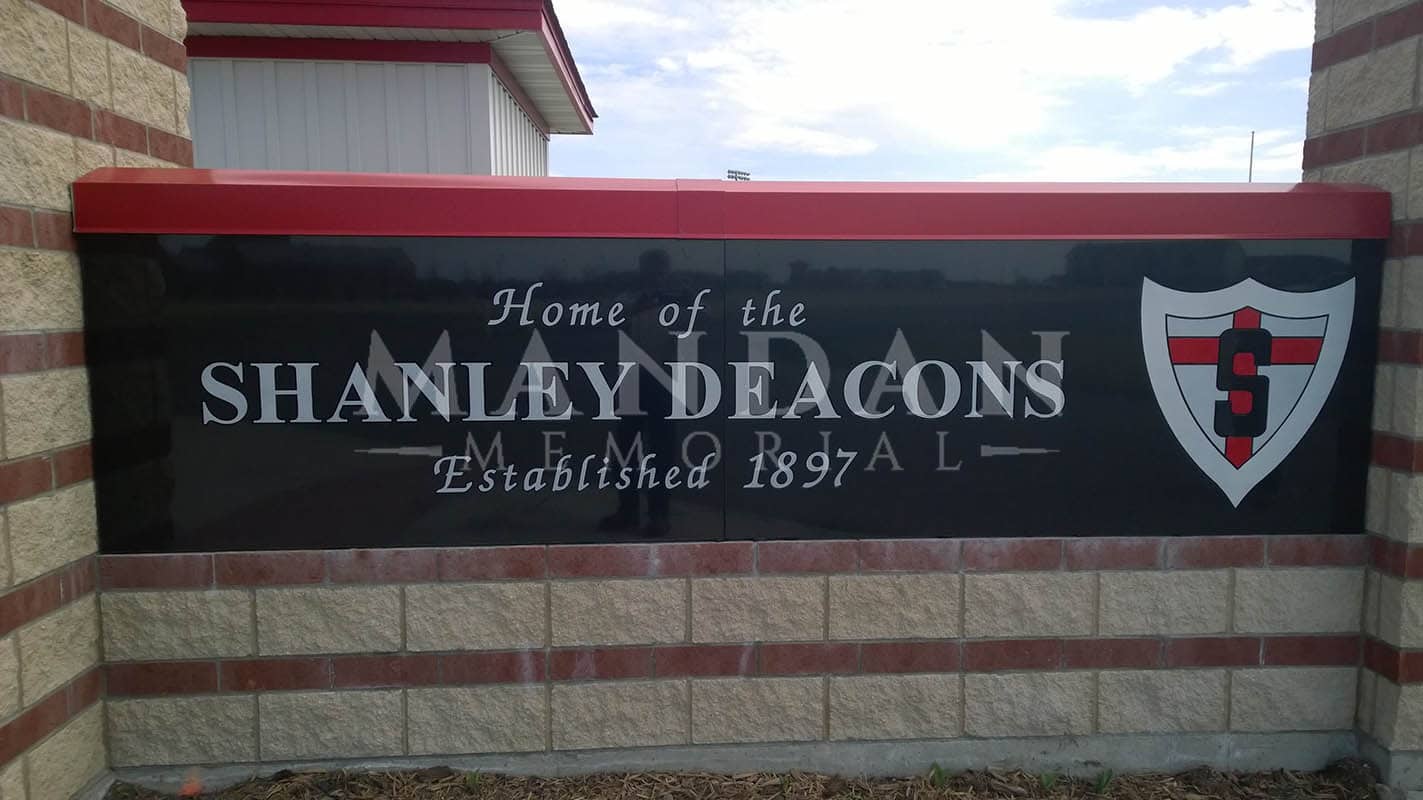 Home of the
SHANLEY DEACONS
MANDAN
MEMORIAL
Established 1897
S